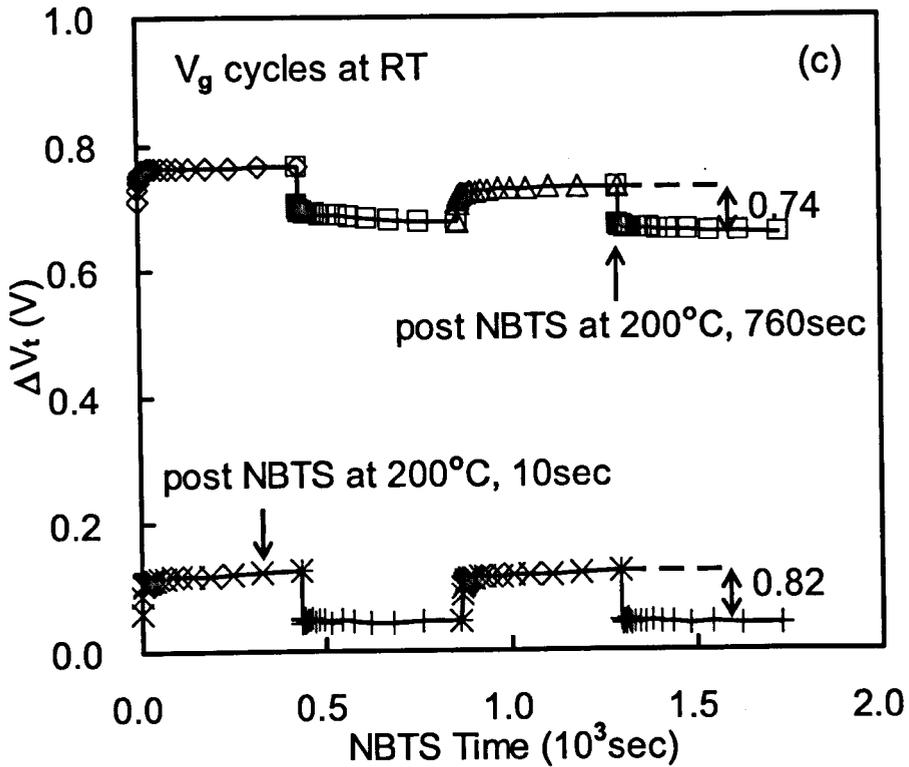 1.0
V_g cycles at RT
(c)
0.8
0.74
0.6
post NBTS at 200°C, 760sec
ΔV_t (V)
0.4
post NBTS at 200°C, 10sec
0.2
0.82
0.0
0.0 0.5 1.0 1.5 2.0
NBTS Time (10³sec)